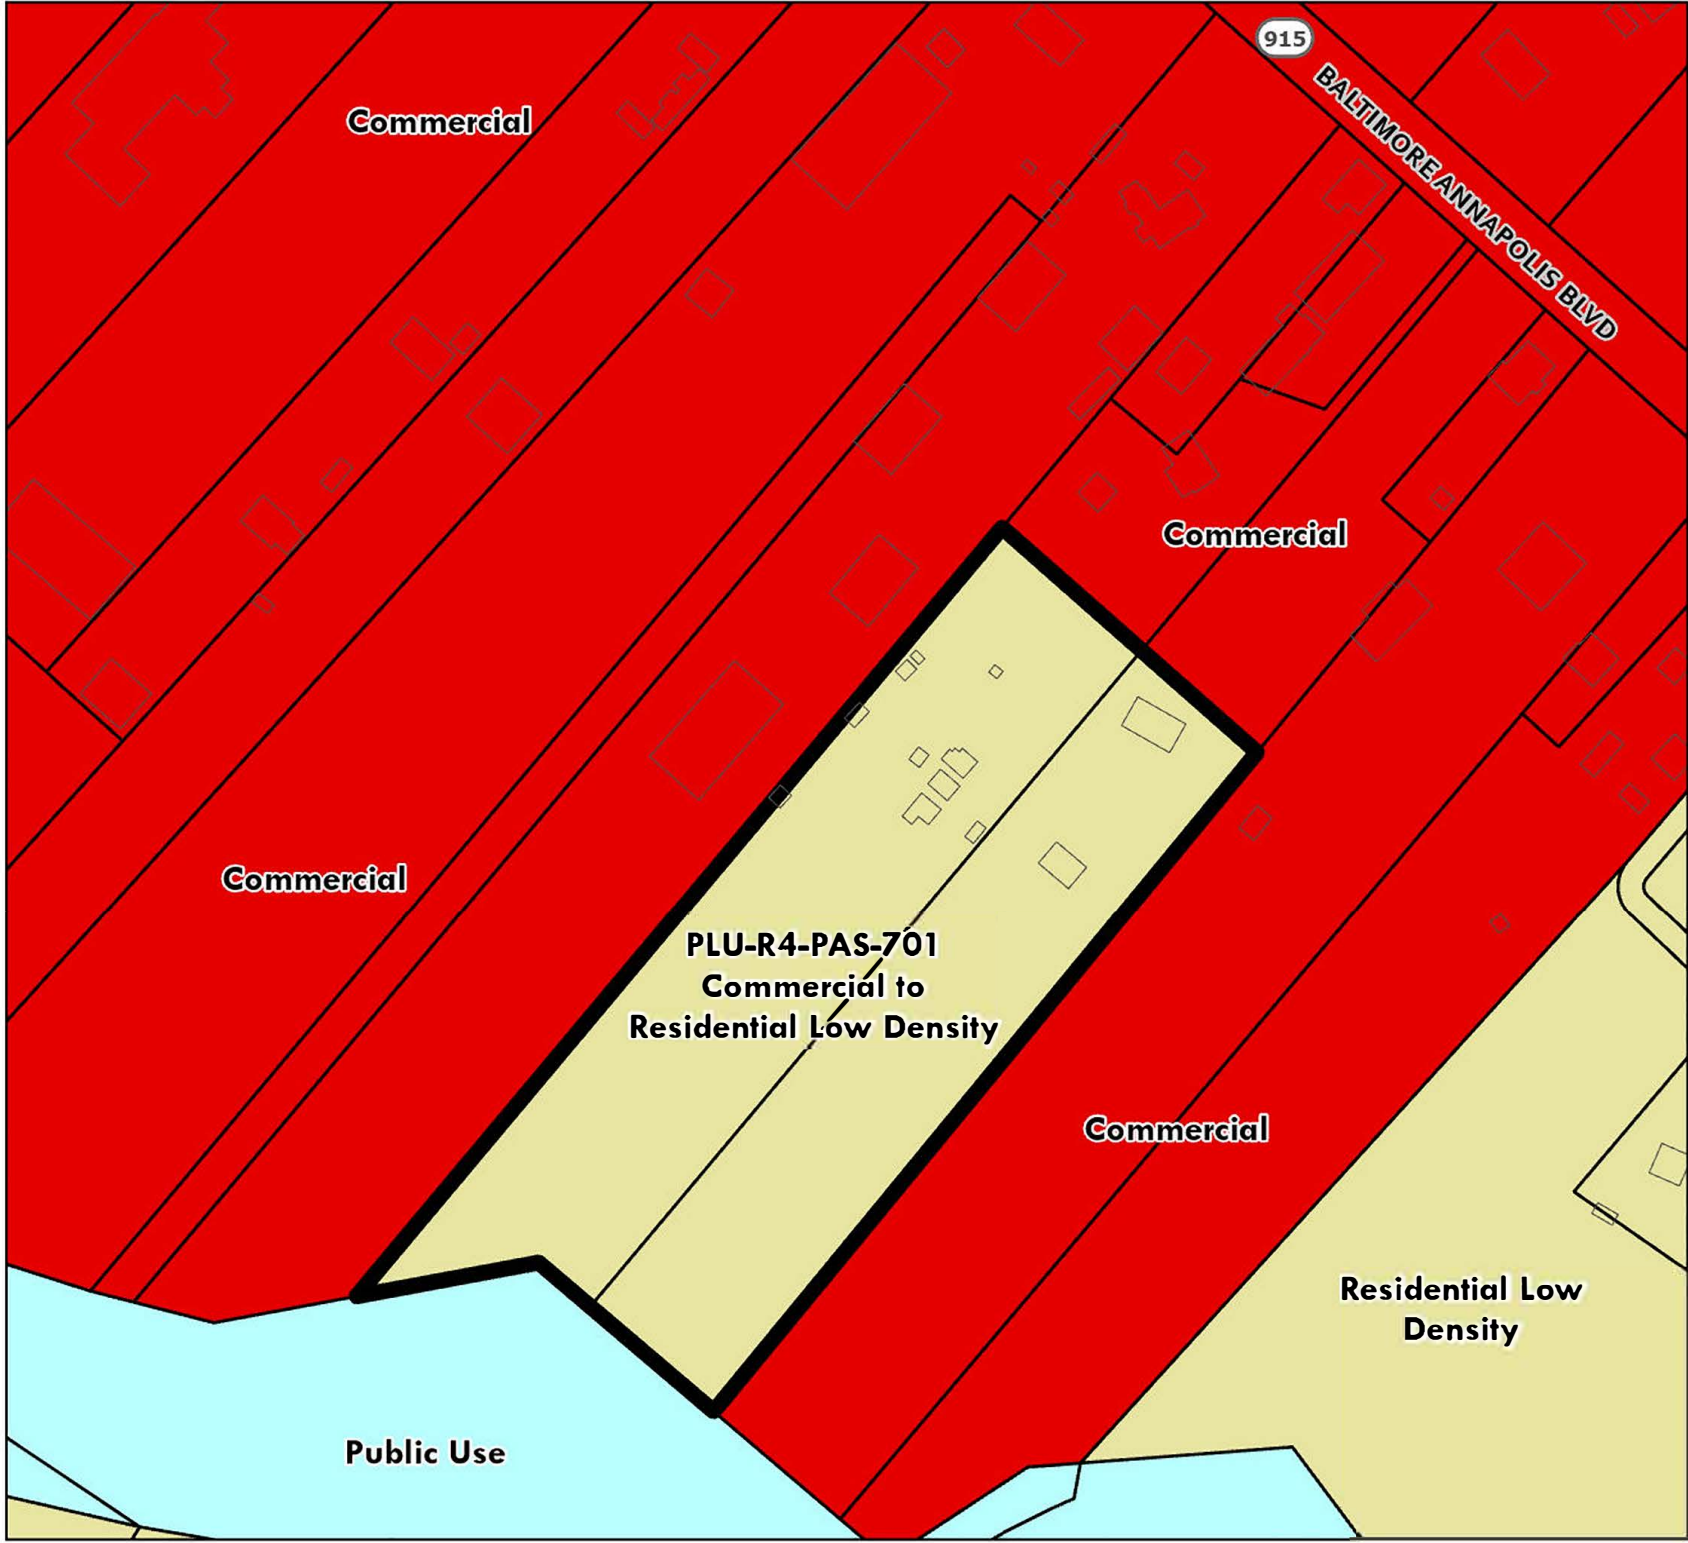 915
BALTIMORE ANNAPOLIS BLVD
Commercial
Commercial
Commercial
PLU-R4-PAS-701
Commercial to
Residential Low Density
Commercial
Residential Low
Density
Public Use